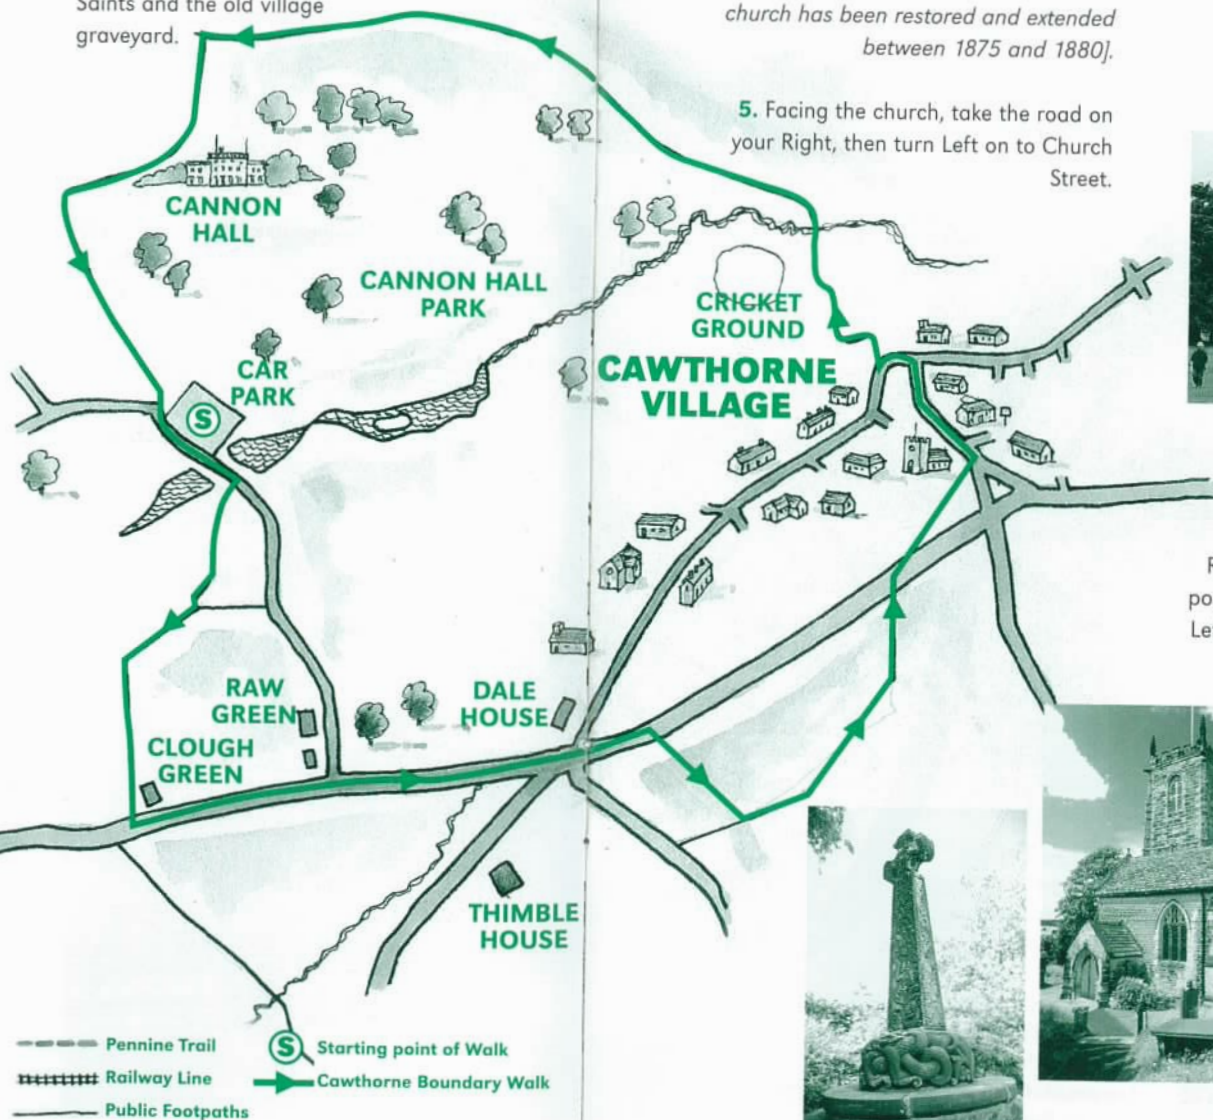 Saints and the old village
graveyard.
church has been restored and extended
between 1875 and 1880].
5. Facing the church, take the road on
your Right, then turn Left on to Church
Street.
CANNON
HALL
CANNON HALL
PARK
CRICKET
GROUND
CAR
PARK
S
CAWTHORNE
VILLAGE
RAW
GREEN
DALE
HOUSE
CLOUGH
GREEN
THIMBLE
HOUSE
Pennine Trail
S Starting point of Walk
Railway Line
Cawthorne Boundary Walk
Public Footpaths
po